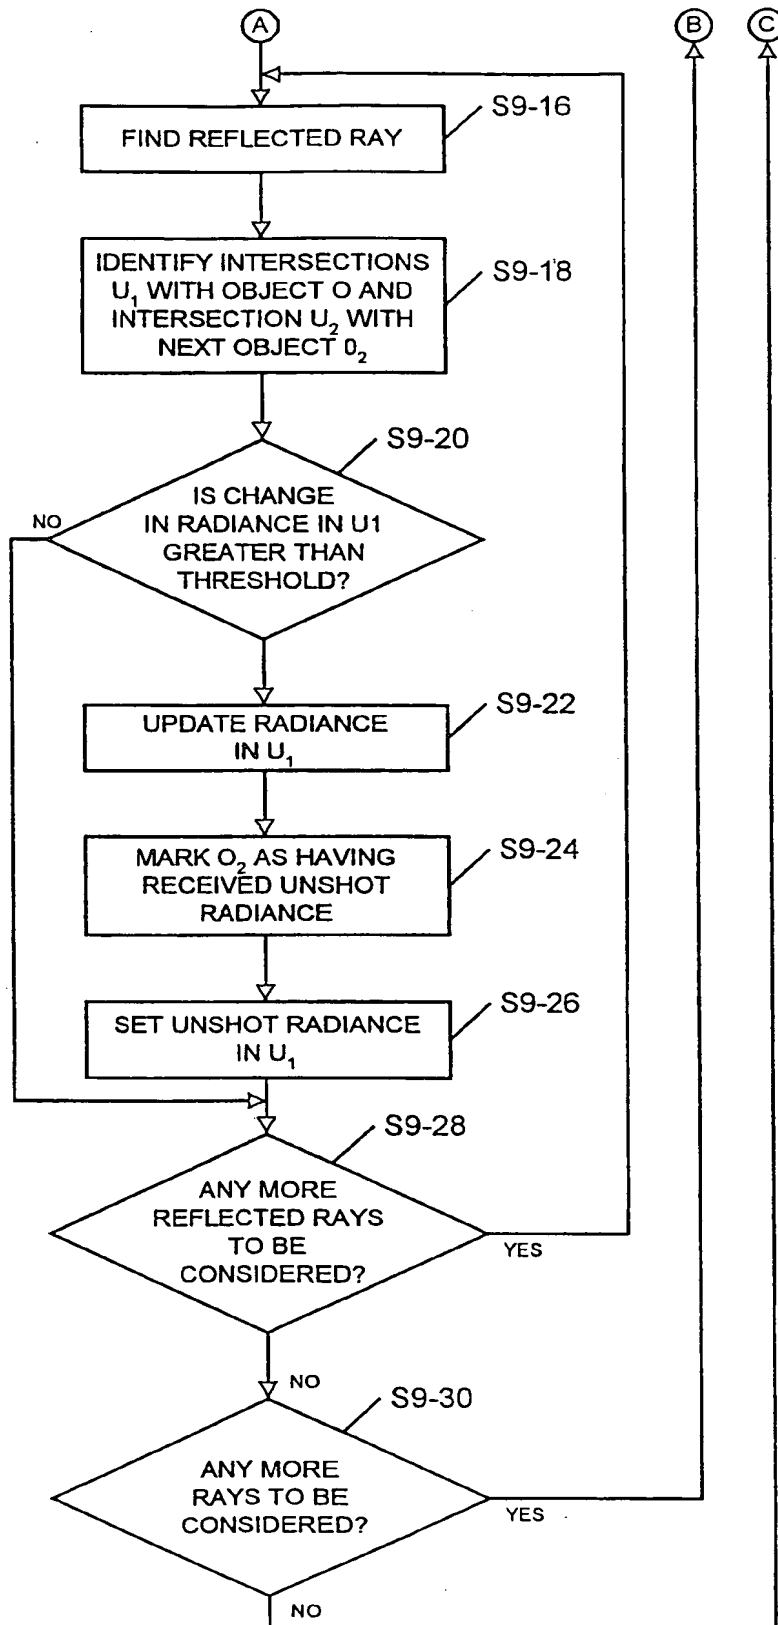 A
B
C
FIND REFLECTED RAY
S9-16
IDENTIFY INTERSECTIONS
U1 WITH OBJECT O AND
INTERSECTION U2 WITH
NEXT OBJECT 02
S9-18
S9-20
IS CHANGE
IN RADIANCE IN U1
GREATER THAN
THRESHOLD?
NO
UPDATE RADIANCE
IN U1
S9-22
MARK O2 AS HAVING
RECEIVED UNSHOT
RADIANCE
S9-24
SET UNSHOT RADIANCE
IN U1
S9-26
S9-28
ANY MORE
REFLECTED RAYS
TO BE
CONSIDERED?
YES
NO
S9-30
ANY MORE
RAYS TO BE
CONSIDERED?
YES
NO